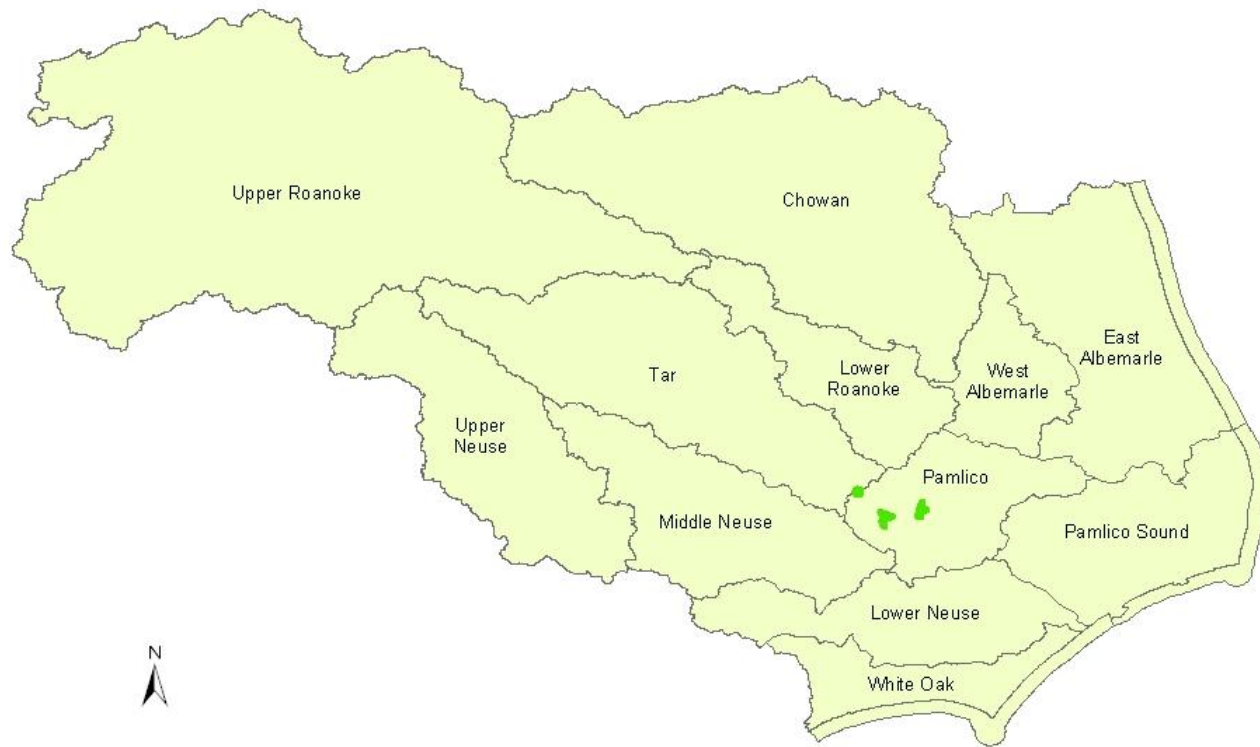 Upper Roanoke
Chowan
East
Albemarle
West
Albemarle
Lower
Roanoke
Tar
Upper
Neuse
Pamlico
Middle Neuse
Pamlico Sound
Lower Neuse
N
White Oak